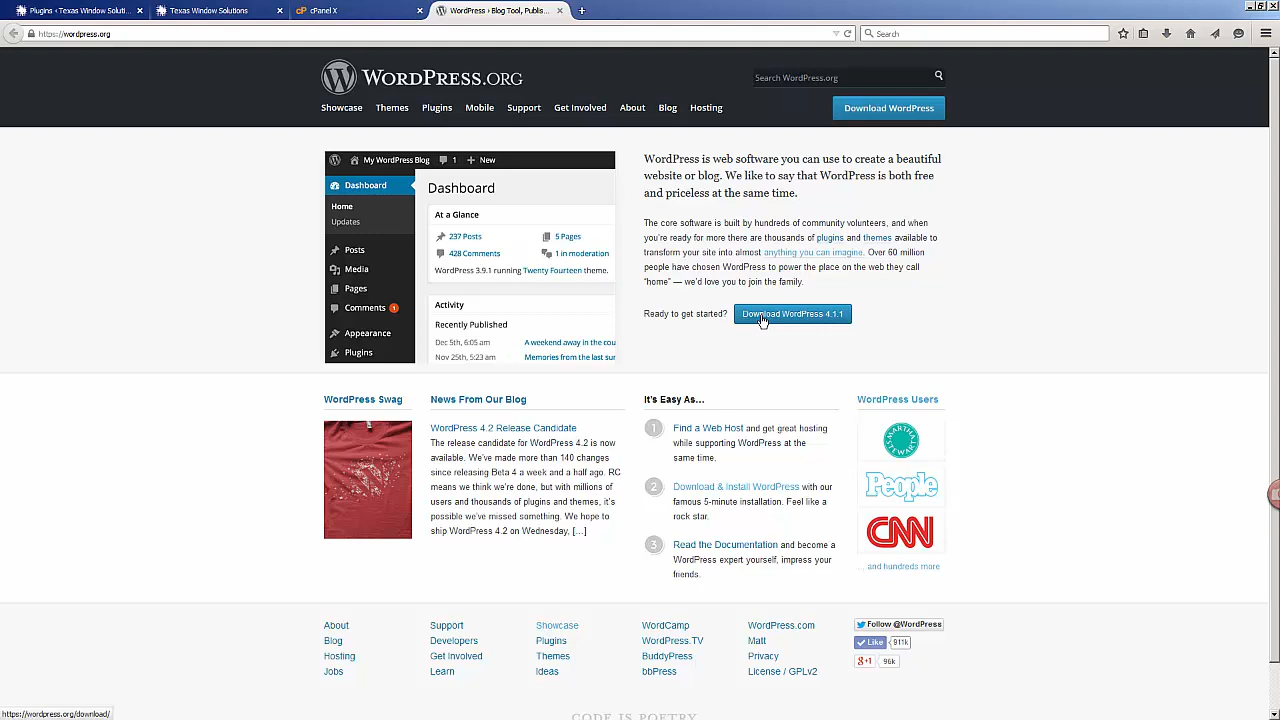 Plugins ‹ Texas Window Soluti...
Texas Window Solutions
cPanel X
WordPress › Blog Tool, Publis...
https://wordpress.org
Search
WORDPRESS.ORG
Search WordPress.org
Showcase Themes Plugins Mobile Support Get Involved About Blog Hosting
Download WordPress
My WordPress Blog 1 + New
Dashboard
Home
Updates
Posts
Media
Pages
Comments 1
Appearance
Plugins
Dashboard
At a Glance
237 Posts 5 Pages
428 Comments 1 in moderation
WordPress 3.9.1 running Twenty Fourteen theme.
Activity
Recently Published
Dec 5th, 6:05 am A weekend away in the cou
Nov 25th, 5:23 am Memories from the last sur
WordPress is web software you can use to create a beautiful
website or blog. We like to say that WordPress is both free
and priceless at the same time.
The core software is built by hundreds of community volunteers, and when
you're ready for more there are thousands of plugins and themes available to
transform your site into almost anything you can imagine. Over 60 million
people have chosen WordPress to power the place on the web they call
“home” — we'd love you to join the family.
Ready to get started? Download WordPress 4.1.1
WordPress Swag
News From Our Blog
WordPress 4.2 Release Candidate
The release candidate for WordPress 4.2 is now
available. We've made more than 140 changes
since releasing Beta 4 a week and a half ago. RC
means we think we're done, but with millions of
users and thousands of plugins and themes, it's
possible we've missed something. We hope to
ship WordPress 4.2 on Wednesday, [...]
It's Easy As...
1 Find a Web Host and get great hosting
while supporting WordPress at the
same time.
2 Download & Install WordPress with our
famous 5-minute installation. Feel like a
rock star.
3 Read the Documentation and become a
WordPress expert yourself, impress your
friends.
WordPress Users
MARTHA STEWART
People
CNN
... and hundreds more
About
Blog
Hosting
Jobs
Support
Developers
Get Involved
Learn
Showcase
Plugins
Themes
Ideas
WordCamp
WordPress.TV
BuddyPress
bbPress
WordPress.com
Matt
Privacy
License / GPLv2
Follow @WordPress
Like 911k
g+1 96k
https://wordpress.org/download/
CODE IS POETRY